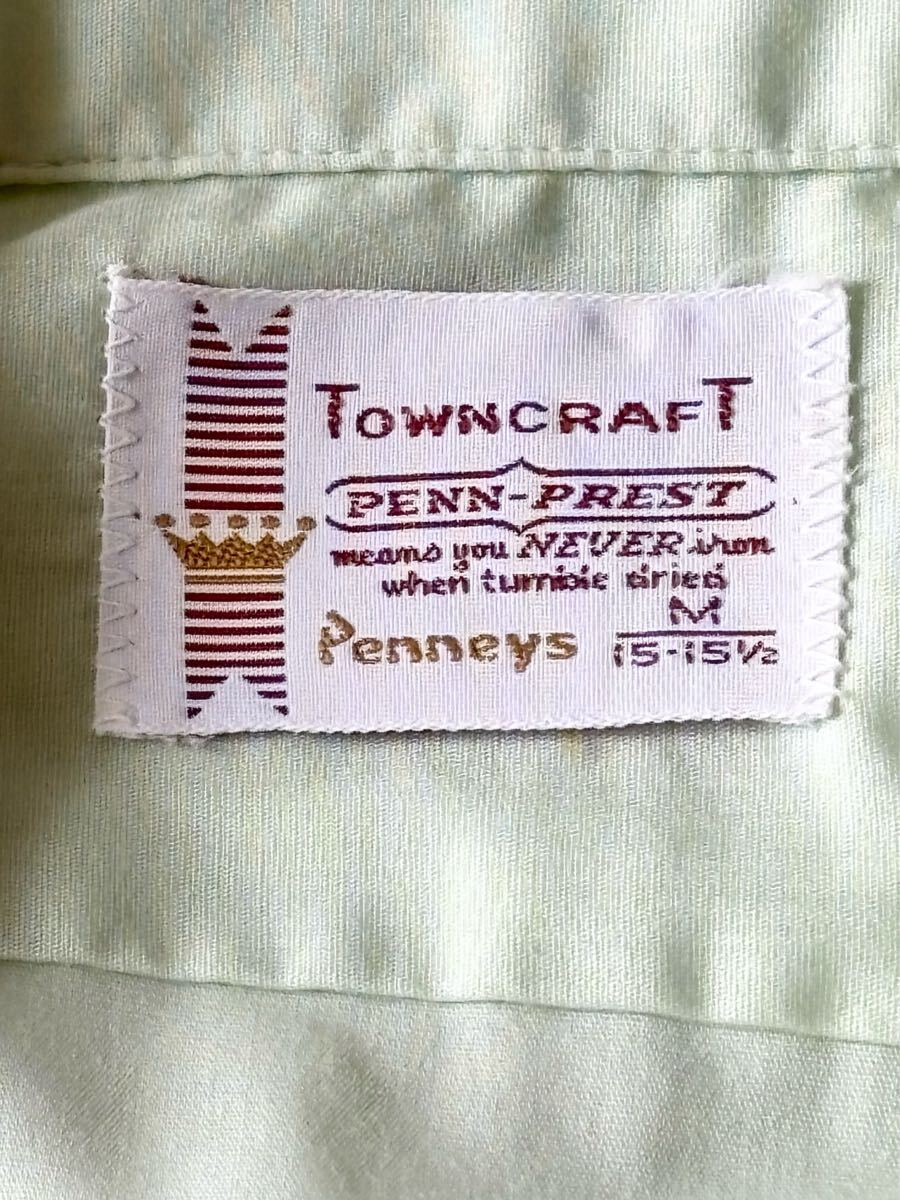 TOWNCRAFT
PENN-PREST
means you NEVER iron
when tumble dried
Penneys
M
15-15½